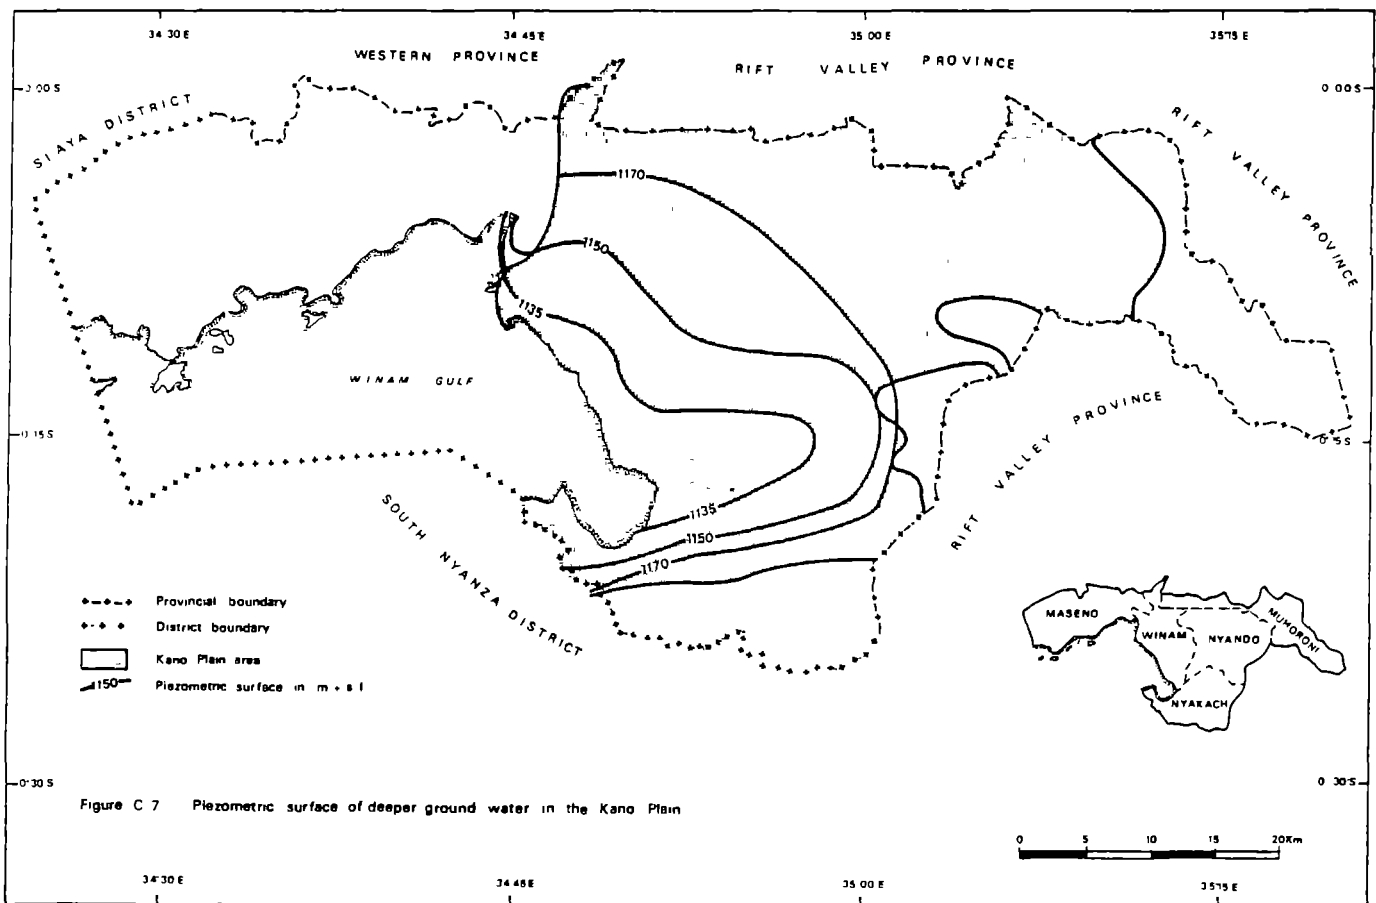 34 30 E
34 45 E
35 00 E
35 15 E
WESTERN PROVINCE
RIFT VALLEY PROVINCE
0 00 S
0 00 S
SIAYA DISTRICT
RIFT VALLEY PROVINCE
1170
1150
1135
WINAM GULF
0 15 S
0 15 S
RIFT VALLEY PROVINCE
SOUTH NYANZA DISTRICT
1135
1150
1170
Provincial boundary
District boundary
Kano Plain area
1150 Piezometric surface in m + s l
MASENO
WINAM
NYANDO
MUHORONI
NYAKACH
0 30 S
0 30 S
Figure C 7 Piezometric surface of deeper ground water in the Kano Plain
0 5 10 15 20Km
34 30 E
34 45 E
35 00 E
35 15 E